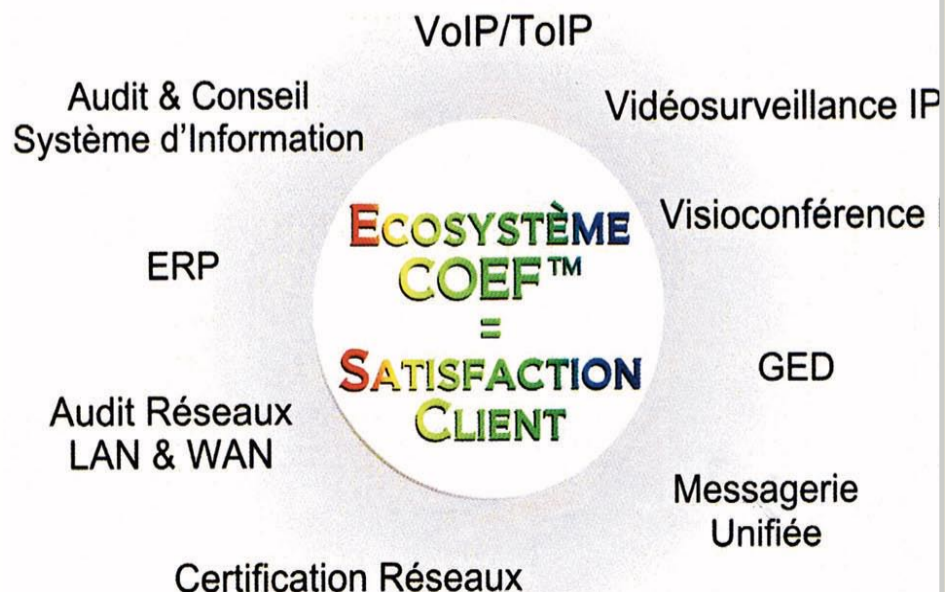 VoIP/ToIP
Audit & Conseil
Système d'Information
Vidéosurveillance IP
Visioconférence
ERP
ECOSYSTÈME
COEF™
=
SATISFACTION
CLIENT
GED
Audit Réseaux
LAN & WAN
Messagerie
Unifiée
Certification Réseaux